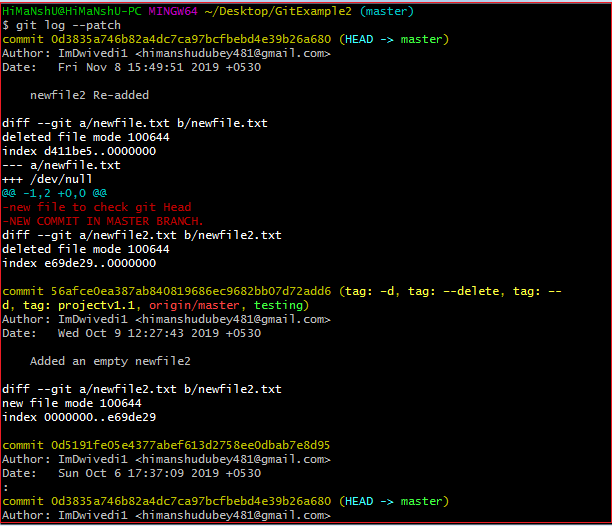 HiMaNshU@HiMaNshU-PC MINGW64 ~/Desktop/GitExample2 (master)
$ git log --patch
commit 0d3835a746b82a4dc7ca97bcfbebd4e39b26a680 (HEAD -> master)
Author: ImDwivedi1 <himanshudubey481@gmail.com>
Date:   Fri Nov 8 15:49:51 2019 +0530

    newfile2 Re-added

diff --git a/newfile.txt b/newfile.txt
deleted file mode 100644
index d411be5..0000000
--- a/newfile.txt
+++ /dev/null
@@ -1,2 +0,0 @@
-new file to check git Head
-NEW COMMIT IN MASTER BRANCH.
diff --git a/newfile2.txt b/newfile2.txt
deleted file mode 100644
index e69de29..0000000

commit 56afce0ea387ab840819686ec9682bb07d72add6 (tag: -d, tag: --delete, tag: --
d, tag: projectv1.1, origin/master, testing)
Author: ImDwivedi1 <himanshudubey481@gmail.com>
Date:   Wed Oct 9 12:27:43 2019 +0530

    Added an empty newfile2

diff --git a/newfile2.txt b/newfile2.txt
new file mode 100644
index 0000000..e69de29

commit 0d5191fe05e4377abef613d2758ee0dbab7e8d95
Author: ImDwivedi1 <himanshudubey481@gmail.com>
Date:   Sun Oct 6 17:37:09 2019 +0530
:
commit 0d3835a746b82a4dc7ca97bcfbebd4e39b26a680 (HEAD -> master)
Author: ImDwivedi1 <himanshudubey481@gmail.com>